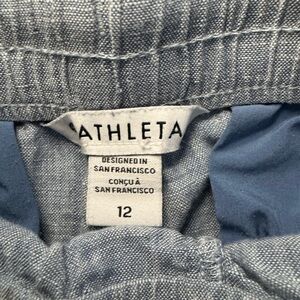 ATHLETA
DESIGNED IN
SAN FRANCISCO
CONÇU À
SAN FRANCISCO
12